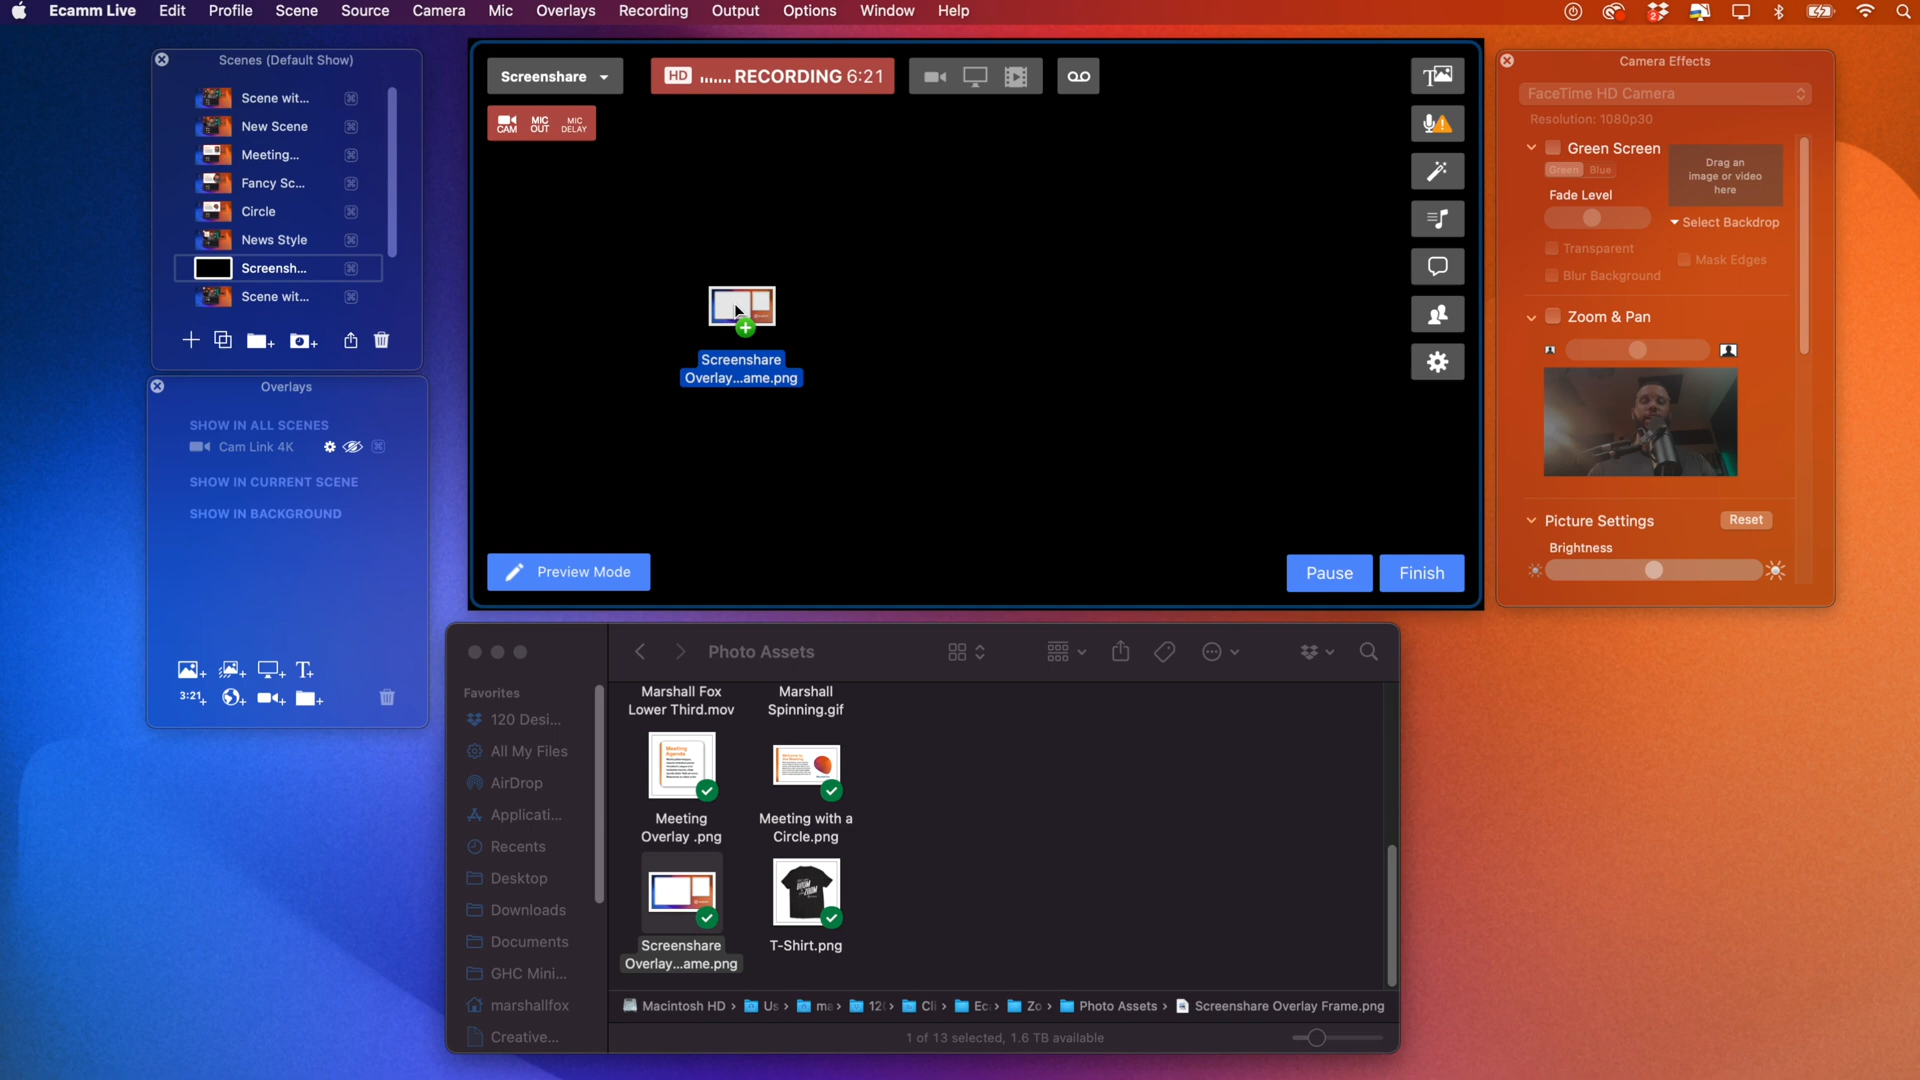 Ecamm Live Edit Profile Scene Source Camera Mic Overlays Recording Output Options Window Help
2
Scenes (Default Show)
Scene wit...
New Scene
Meeting...
Fancy Sc...
Circle
News Style
Screensh...
Scene wit...
Overlays
SHOW IN ALL SCENES
Cam Link 4K
SHOW IN CURRENT SCENE
SHOW IN BACKGROUND
T+
3:21+
Screenshare
HD ....... RECORDING 6:21
CAM
MIC OUT
MIC DELAY
Screenshare
Overlay...ame.png
Preview Mode
Pause
Finish
Camera Effects
FaceTime HD Camera
Resolution: 1080p30
Green Screen
Green Blue
Drag an
image or video
here
Fade Level
Select Backdrop
Transparent
Mask Edges
Blur Background
Zoom & Pan
Picture Settings
Reset
Brightness
Photo Assets
Favorites
120 Desi...
All My Files
AirDrop
Applicati...
Recents
Desktop
Downloads
Documents
GHC Mini...
marshallfox
Creative...
Marshall Fox
Lower Third.mov
Marshall
Spinning.gif
Meeting
Agenda
Meeting
Overlay .png
Meeting with a
Circle.png
Screenshare
Overlay...ame.png
T-Shirt.png
Macintosh HD › Us › ma › 12( › Cli › Ec › Zo › Photo Assets › Screenshare Overlay Frame.png
1 of 13 selected, 1.6 TB available